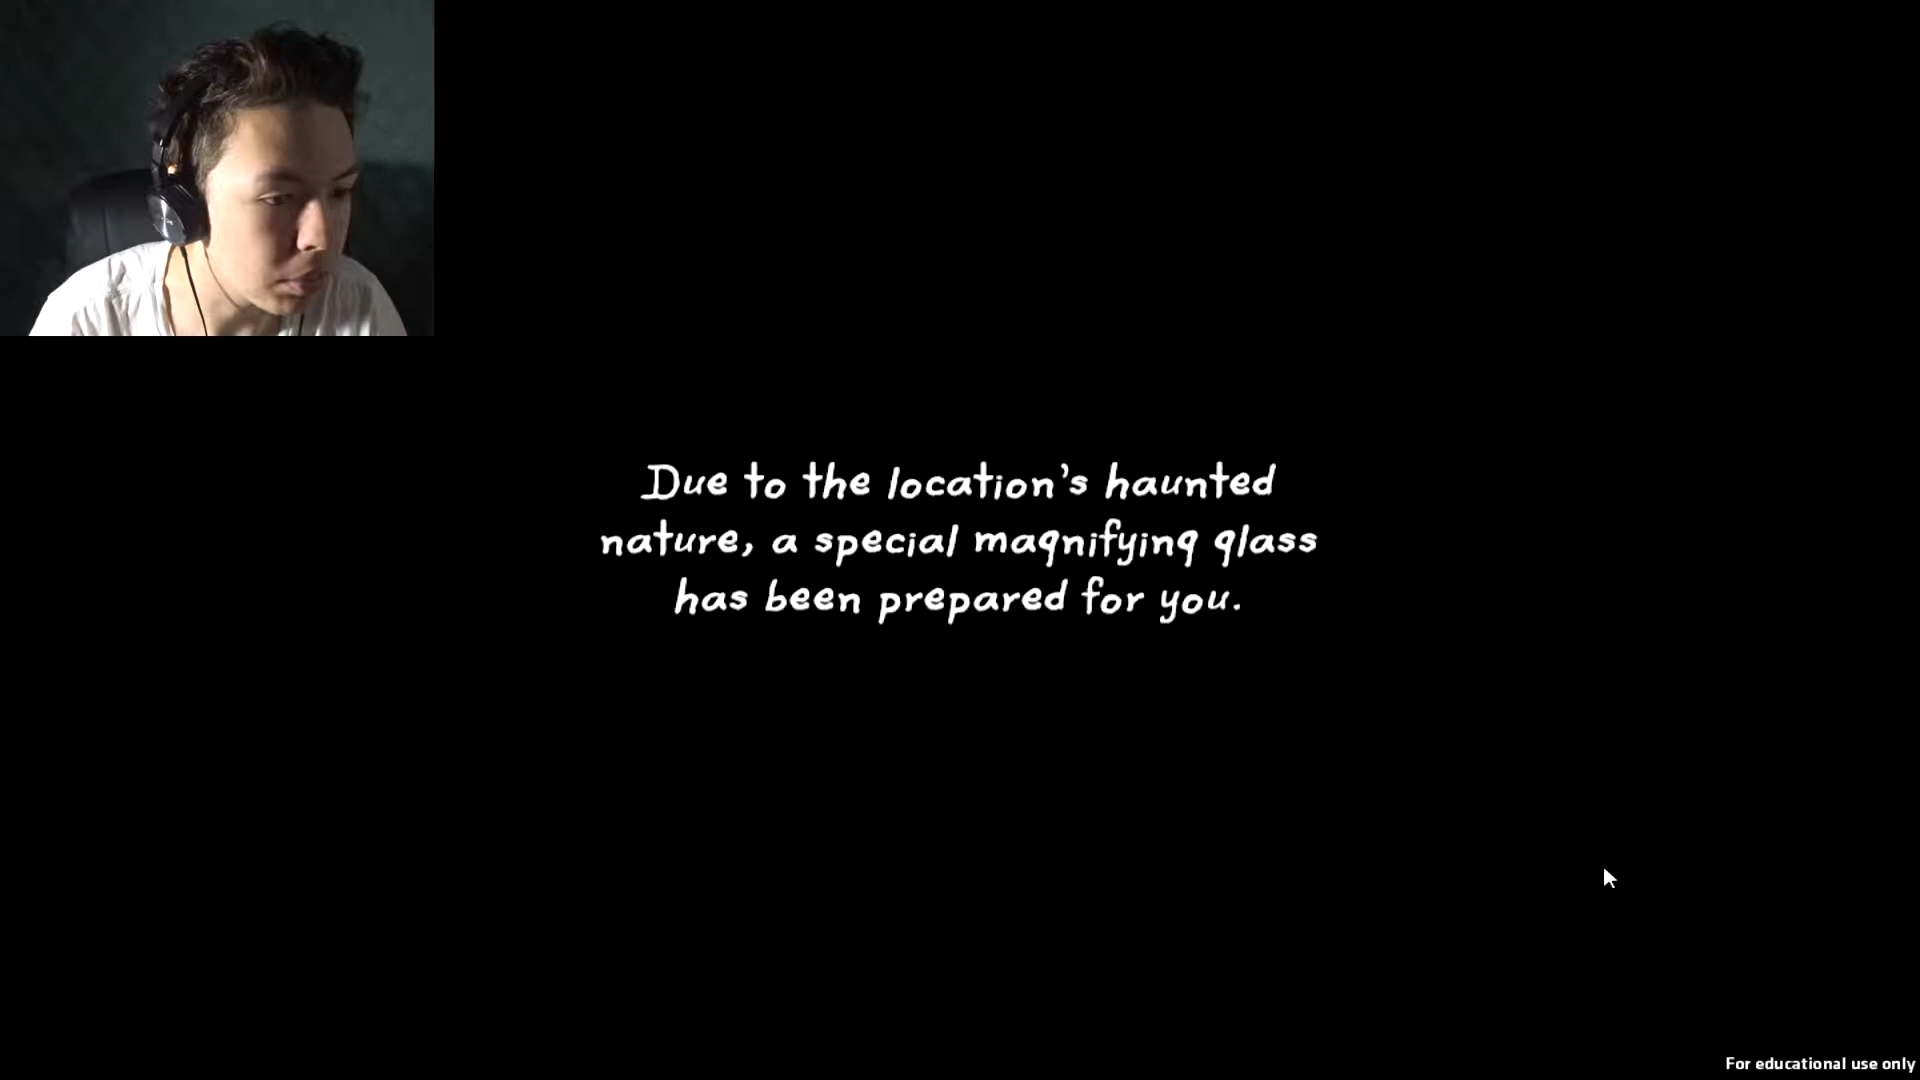 Due to the location's haunted
nature, a special magnifying glass
has been prepared for you.
For educational use only